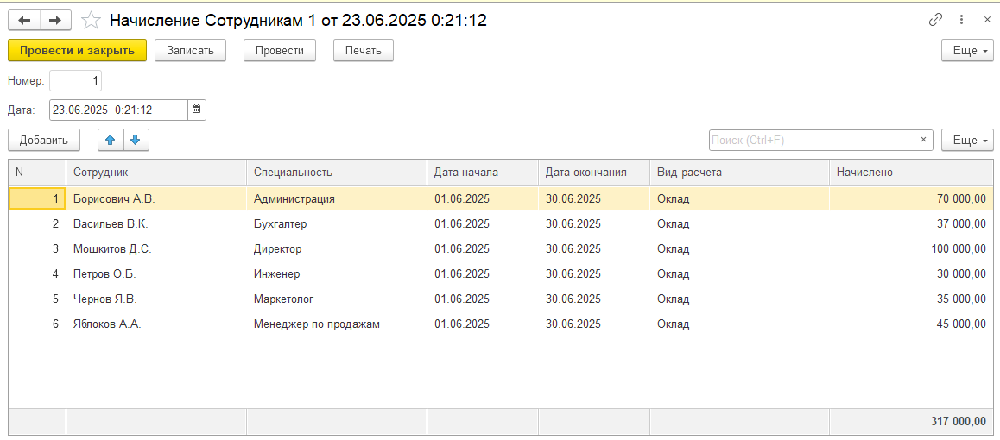 Начисление Сотрудникам 1 от 23.06.2025 0:21:12
Провести и закрыть Записать Провести Печать Еще
Номер: 1
Дата: 23.06.2025 0:21:12
Добавить Поиск (Ctrl+F) × Еще
N Сотрудник Специальность Дата начала Дата окончания Вид расчета Начислено
1 Борисович А.В. Администрация 01.06.2025 30.06.2025 Оклад 70 000,00
2 Васильев В.К. Бухгалтер 01.06.2025 30.06.2025 Оклад 37 000,00
3 Мошкитов Д.С. Директор 01.06.2025 30.06.2025 Оклад 100 000,00
4 Петров О.Б. Инженер 01.06.2025 30.06.2025 Оклад 30 000,00
5 Чернов Я.В. Маркетолог 01.06.2025 30.06.2025 Оклад 35 000,00
6 Яблоков А.А. Менеджер по продажам 01.06.2025 30.06.2025 Оклад 45 000,00
317 000,00